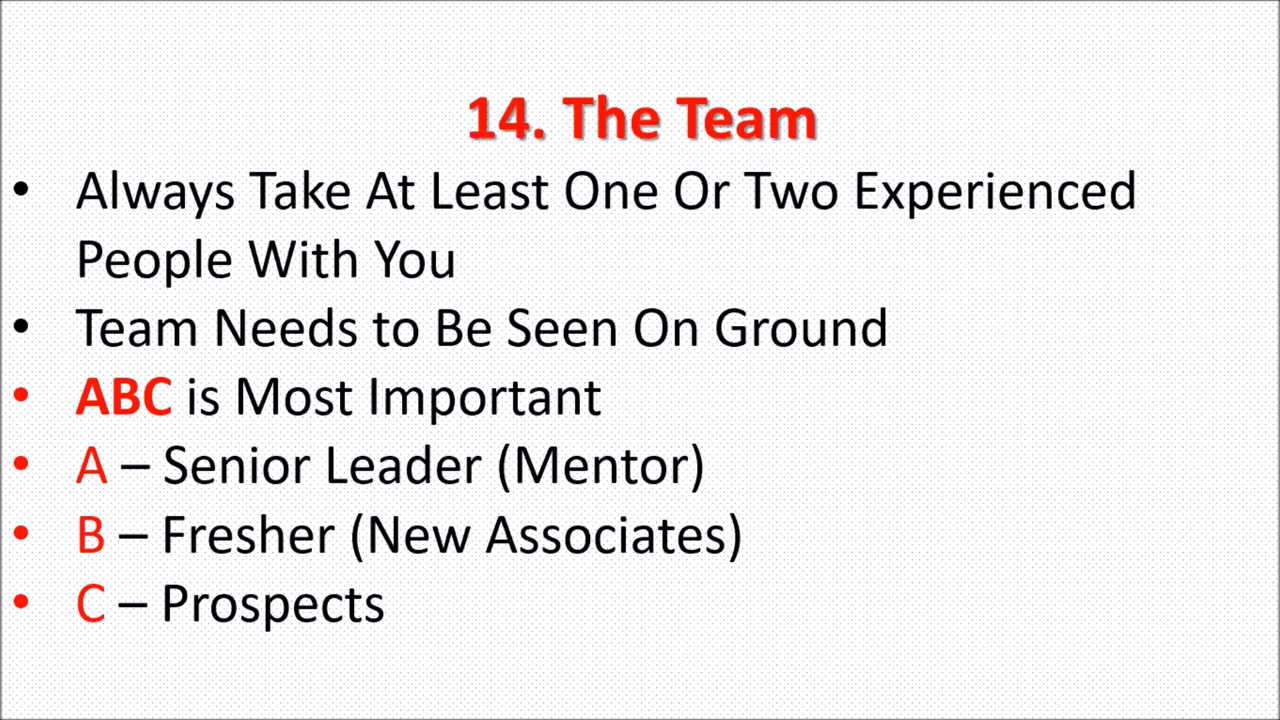 14. The Team
• Always Take At Least One Or Two Experienced
People With You
• Team Needs to Be Seen On Ground
• ABC is Most Important
• A – Senior Leader (Mentor)
• B – Fresher (New Associates)
• C – Prospects